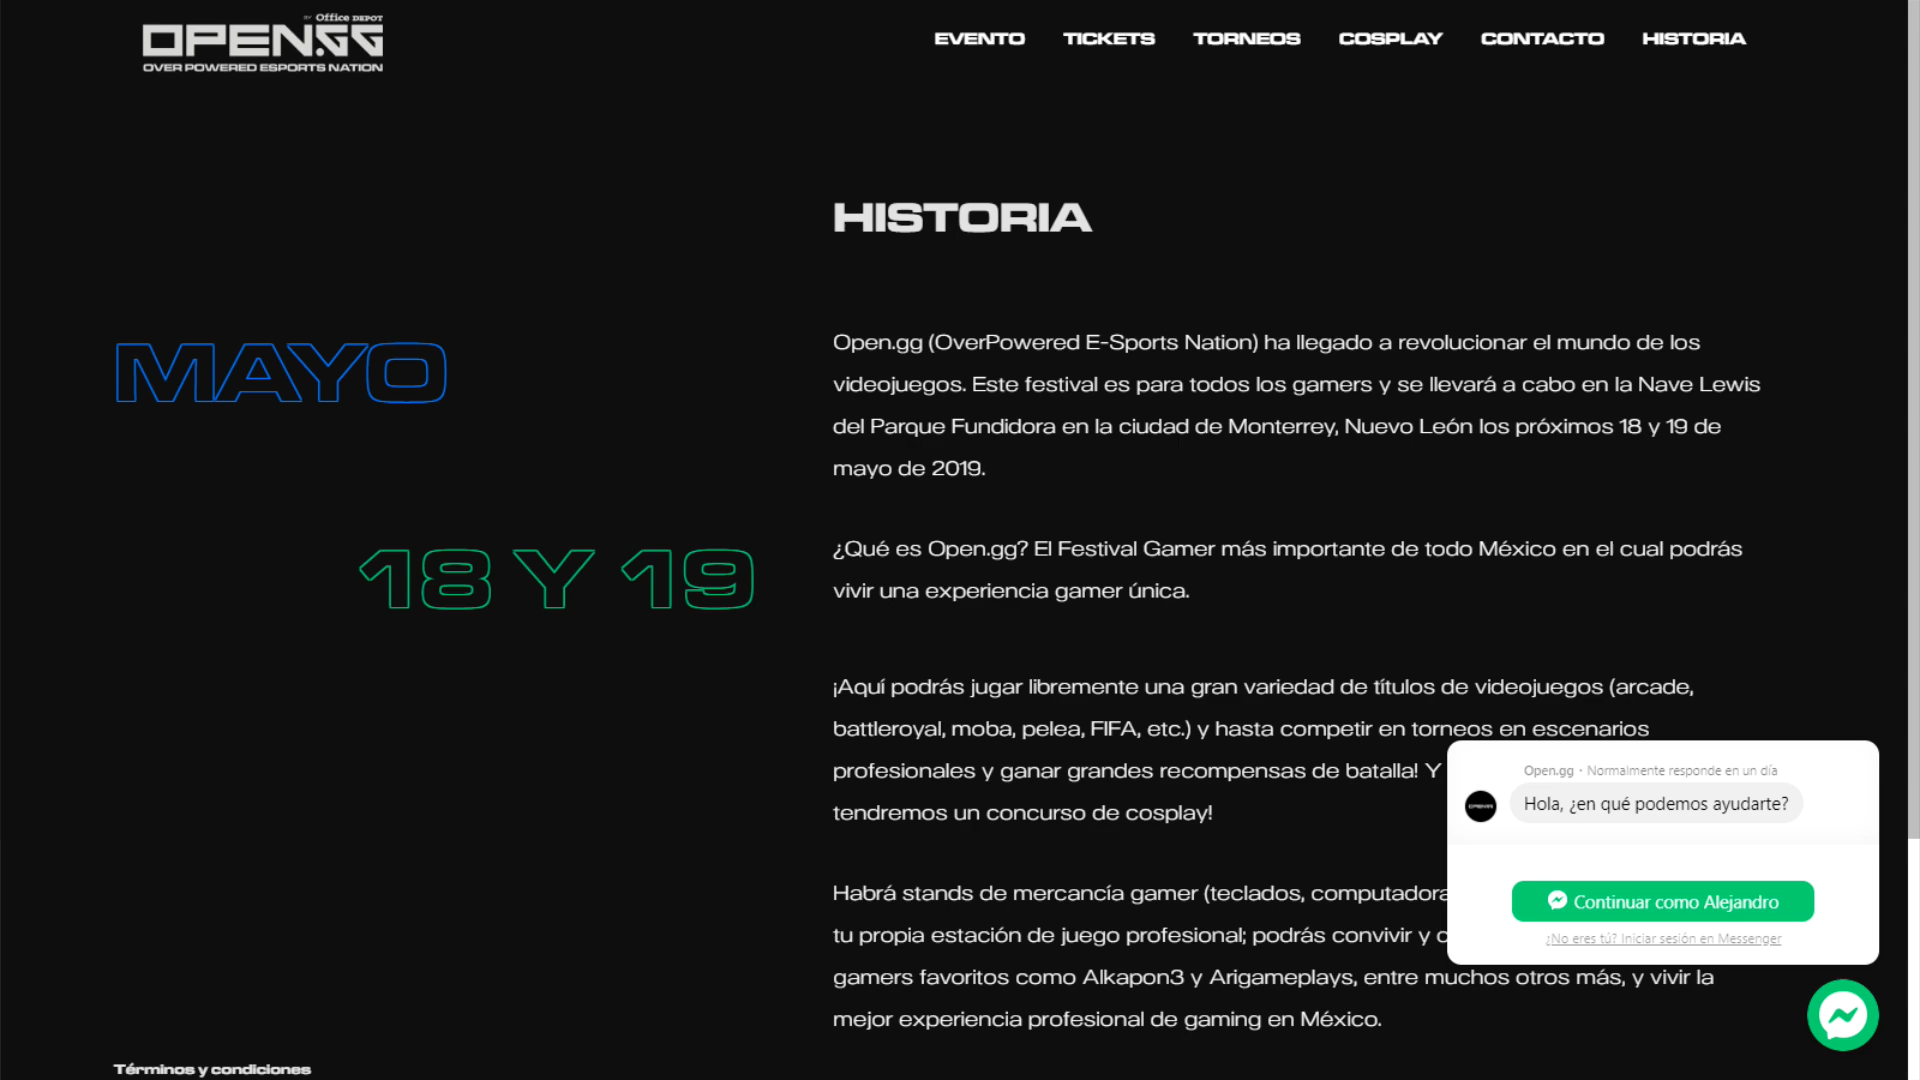 BY Office DEPOT
OPEN.GG
OVER POWERED ESPORTS NATION
EVENTO TICKETS TORNEOS COSPLAY CONTACTO HISTORIA
HISTORIA
MAYO
18 Y 19
Open.gg (OverPowered E-Sports Nation) ha llegado a revolucionar el mundo de los
videojuegos. Este festival es para todos los gamers y se llevará a cabo en la Nave Lewis
del Parque Fundidora en la ciudad de Monterrey, Nuevo León los próximos 18 y 19 de
mayo de 2019.
¿Qué es Open.gg? El Festival Gamer más importante de todo México en el cual podrás
vivir una experiencia gamer única.
¡Aquí podrás jugar libremente una gran variedad de títulos de videojuegos (arcade,
battleroyal, moba, pelea, FIFA, etc.) y hasta competir en torneos en escenarios
profesionales y ganar grandes recompensas de batalla! Y
tendremos un concurso de cosplay!
Habrá stands de mercancía gamer (teclados, computadora
tu propia estación de juego profesional; podrás convivir y c
gamers favoritos como Alkapon3 y Arigameplays, entre muchos otros más, y vivir la
mejor experiencia profesional de gaming en México.
Open.gg · Normalmente responde en un día
Hola, ¿en qué podemos ayudarte?
Continuar como Alejandro
¿No eres tú? Iniciar sesión en Messenger
Términos y condiciones